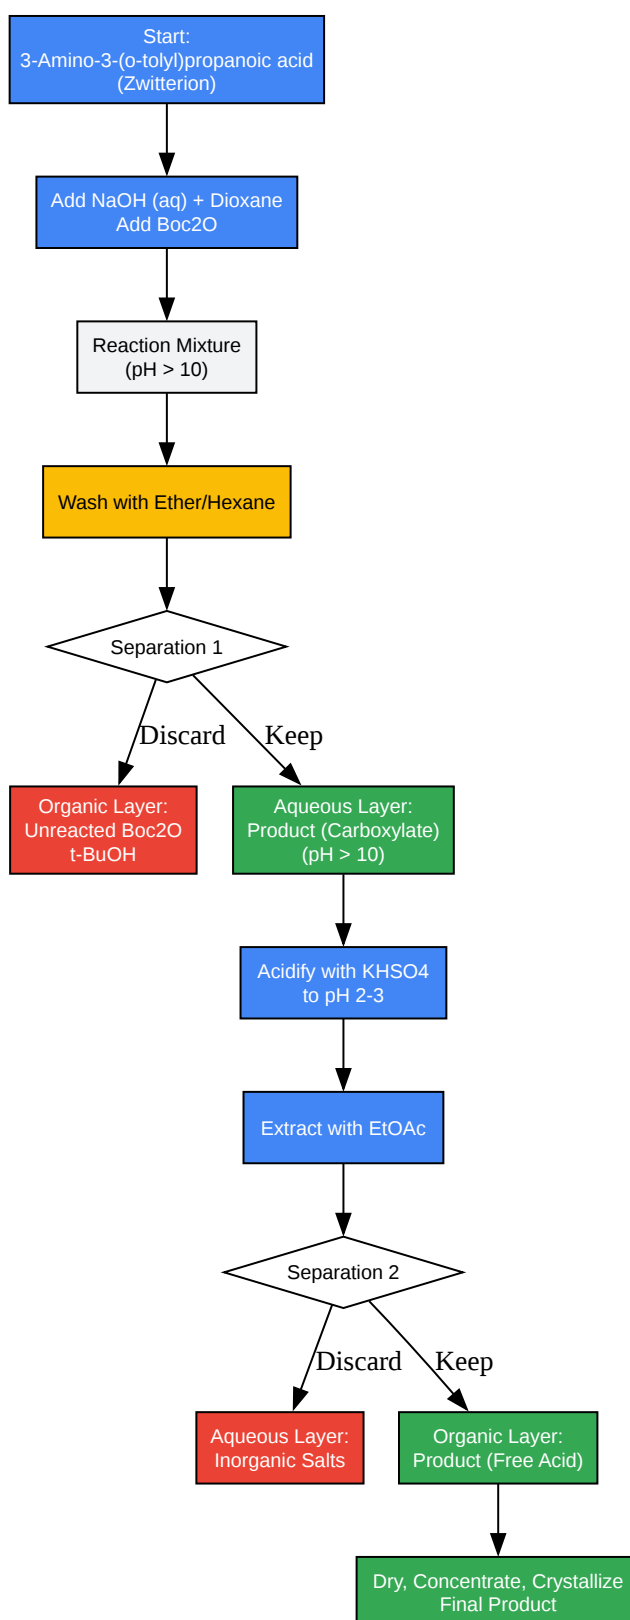 Start:
3-Amino-3-(o-tolyl)propanoic acid
(Zwitterion)
Add NaOH (aq) + Dioxane
Add Boc2O
Reaction Mixture
(pH > 10)
Wash with Ether/Hexane
Separation 1
Discard
Keep
Organic Layer:
Unreacted Boc2O
t-BuOH
Aqueous Layer:
Product (Carboxylate)
(pH > 10)
Acidify with KHSO4
to pH 2-3
Extract with EtOAc
Separation 2
Discard
Keep
Aqueous Layer:
Inorganic Salts
Organic Layer:
Product (Free Acid)
Dry, Concentrate, Crystallize
Final Product